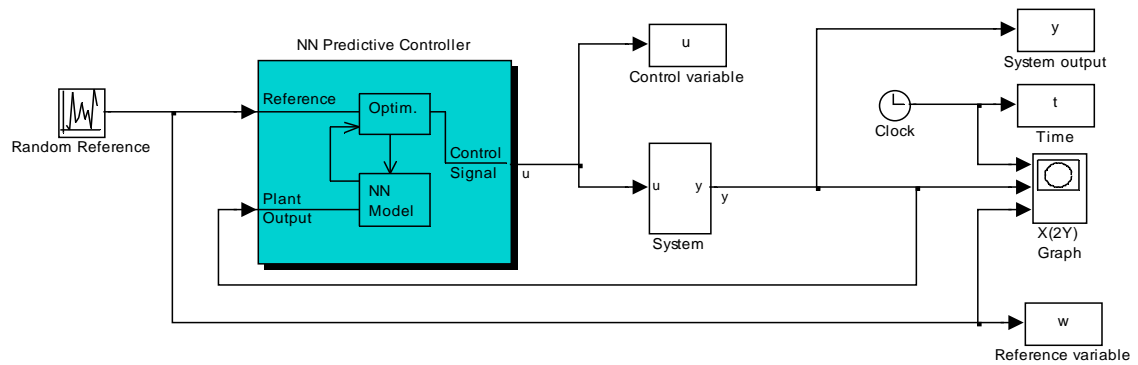 NN Predictive Controller
Random Reference
Reference
Optim.
Control
Signal
Plant
Output
NN
Model
u
u
Control variable
u
y
System
y
y
System output
Clock
t
Time
X(2Y)
Graph
w
Reference variable